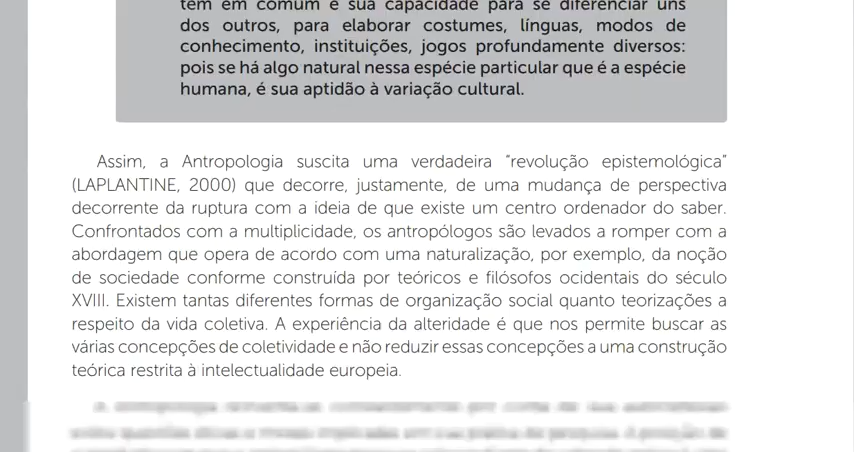 têm em comum é sua capacidade para se diferenciar uns
dos outros, para elaborar costumes, línguas, modos de
conhecimento, instituições, jogos profundamente diversos:
pois se há algo natural nessa espécie particular que é a espécie
humana, é sua aptidão à variação cultural.
Assim, a Antropologia suscita uma verdadeira “revolução epistemológica”
(LAPLANTINE, 2000) que decorre, justamente, de uma mudança de perspectiva
decorrente da ruptura com a ideia de que existe um centro ordenador do saber.
Confrontados com a multiplicidade, os antropólogos são levados a romper com a
abordagem que opera de acordo com uma naturalização, por exemplo, da noção
de sociedade conforme construída por teóricos e filósofos ocidentais do século
XVIII. Existem tantas diferentes formas de organização social quanto teorizações a
respeito da vida coletiva. A experiência da alteridade é que nos permite buscar as
várias concepções de coletividade e não reduzir essas concepções a uma construção
teórica restrita à intelectualidade europeia.